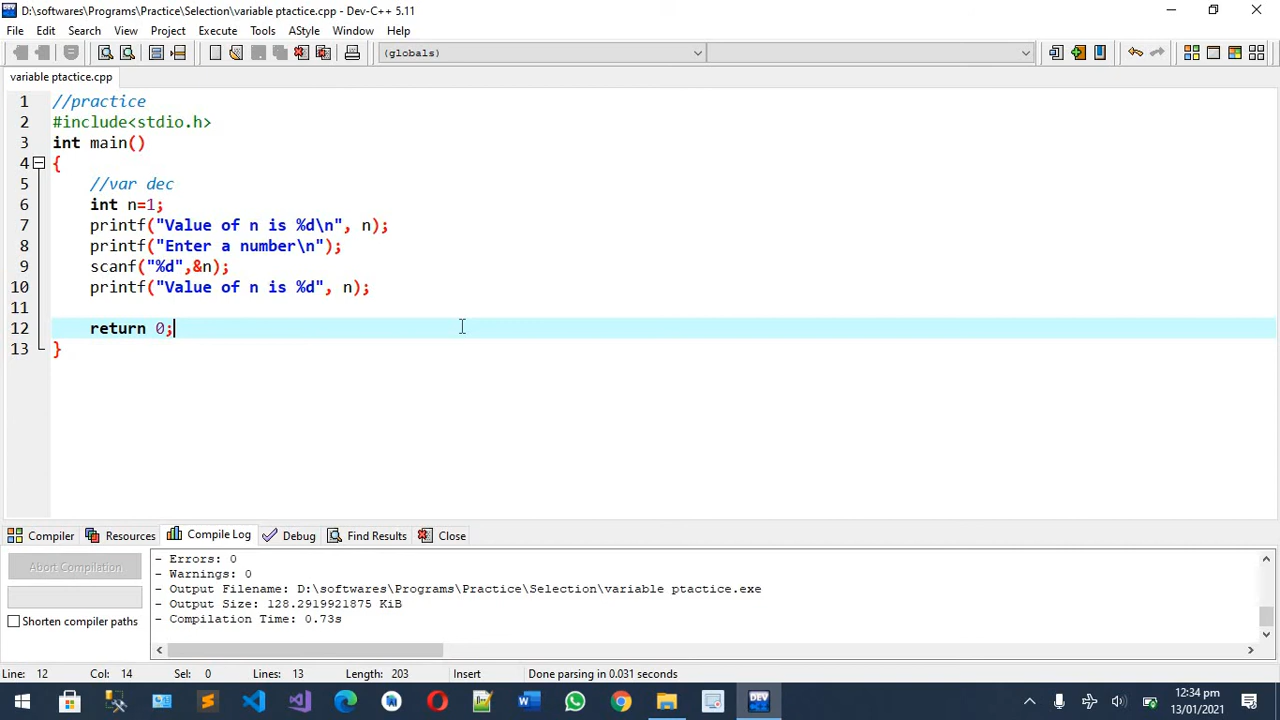 D:\softwares\Programs\Practice\Selection\variable ptactice.cpp - Dev-C++ 5.11
File Edit Search View Project Execute Tools AStyle Window Help
(globals)
variable ptactice.cpp
1 //practice
2 #include<stdio.h>
3 int main()
4 {
5 //var dec
6 int n=1;
7 printf("Value of n is %d\n", n);
8 printf("Enter a number\n");
9 scanf("%d",&n);
10 printf("Value of n is %d", n);
11
12 return 0;
13 }
Compiler Resources Compile Log Debug Find Results Close
Abort Compilation
Shorten compiler paths
- Errors: 0
- Warnings: 0
- Output Filename: D:\softwares\Programs\Practice\Selection\variable ptactice.exe
- Output Size: 128.2919921875 KiB
- Compilation Time: 0.73s
Line: 12 Col: 14 Sel: 0 Lines: 13 Length: 203 Insert Done parsing in 0.031 seconds
DEV
12:34 pm
13/01/2021